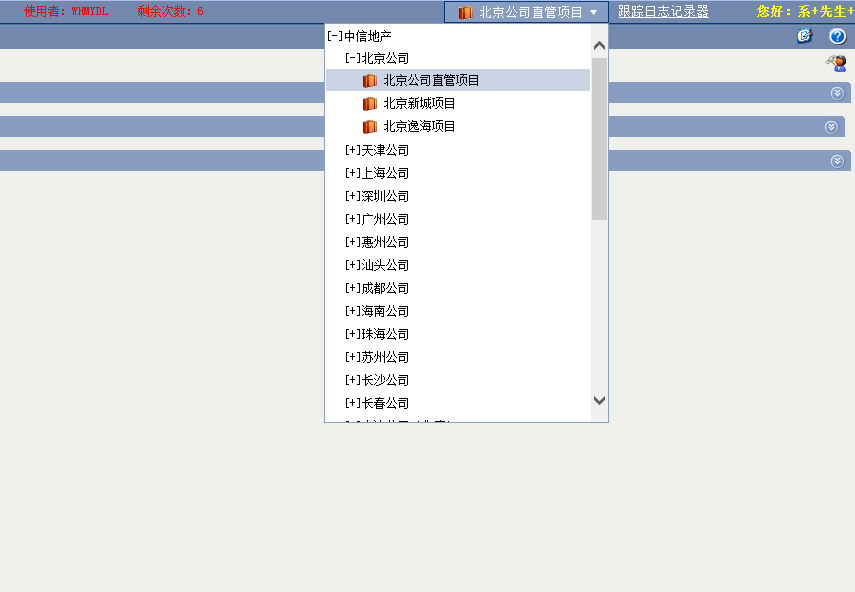 使用者: WHMYDL 剩余次数: 6 北京公司直管项目 跟踪日志记录器 您好: 系+先生+
[-]中信地产
[-]北京公司
北京公司直管项目
北京新城项目
北京逸海项目
[+]天津公司
[+]上海公司
[+]深圳公司
[+]广州公司
[+]惠州公司
[+]汕头公司
[+]成都公司
[+]海南公司
[+]珠海公司
[+]苏州公司
[+]长沙公司
[+]长春公司